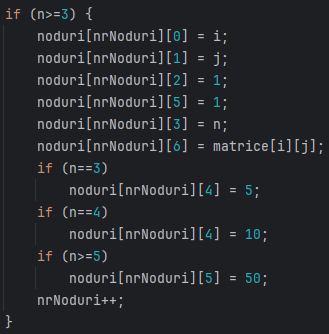 if (n>=3) {
    noduri[nrNoduri][0] = i;
    noduri[nrNoduri][1] = j;
    noduri[nrNoduri][2] = 1;
    noduri[nrNoduri][5] = 1;
    noduri[nrNoduri][3] = n;
    noduri[nrNoduri][6] = matrice[i][j];
    if (n==3)
        noduri[nrNoduri][4] = 5;
    if (n==4)
        noduri[nrNoduri][4] = 10;
    if (n>=5)
        noduri[nrNoduri][5] = 50;
    nrNoduri++;
}